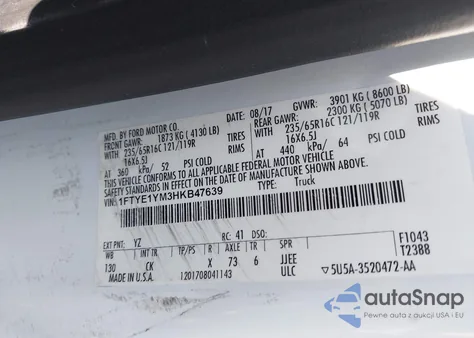 MFD. BY FORD MOTOR CO.
DATE: 08/17 GVWR: 3901 KG ( 8600 LB)
FRONT GAWR: 1873 KG ( 4130 LB) REAR GAWR: 2300 KG ( 5070 LB)
WITH 235/65R16C 121/119R TIRES WITH 235/65R16C 121/119R TIRES
16X6.5J RIMS 16X6.5J RIMS
AT 360 kPa/ 52 PSI COLD AT 440 kPa/ 64 PSI COLD
THIS VEHICLE CONFORMS TO ALL APPLICABLE FEDERAL MOTOR VEHICLE
SAFETY STANDARDS IN EFFECT ON THE DATE OF MANUFACTURE SHOWN ABOVE.
VIN: 1FTYE1YM3HKB47639 TYPE: Truck
EXT PNT: YZ RC: 41 DSO: F1043
WB INT TR TP/PS R AXLE TR SPR T2388
130 CK X 73 6 JJEE
MADE IN U.S.A. 1201708041143 ULC 5U5A-3520472-AA
autaSnap
Pewne auta z aukcji USA i Kanady